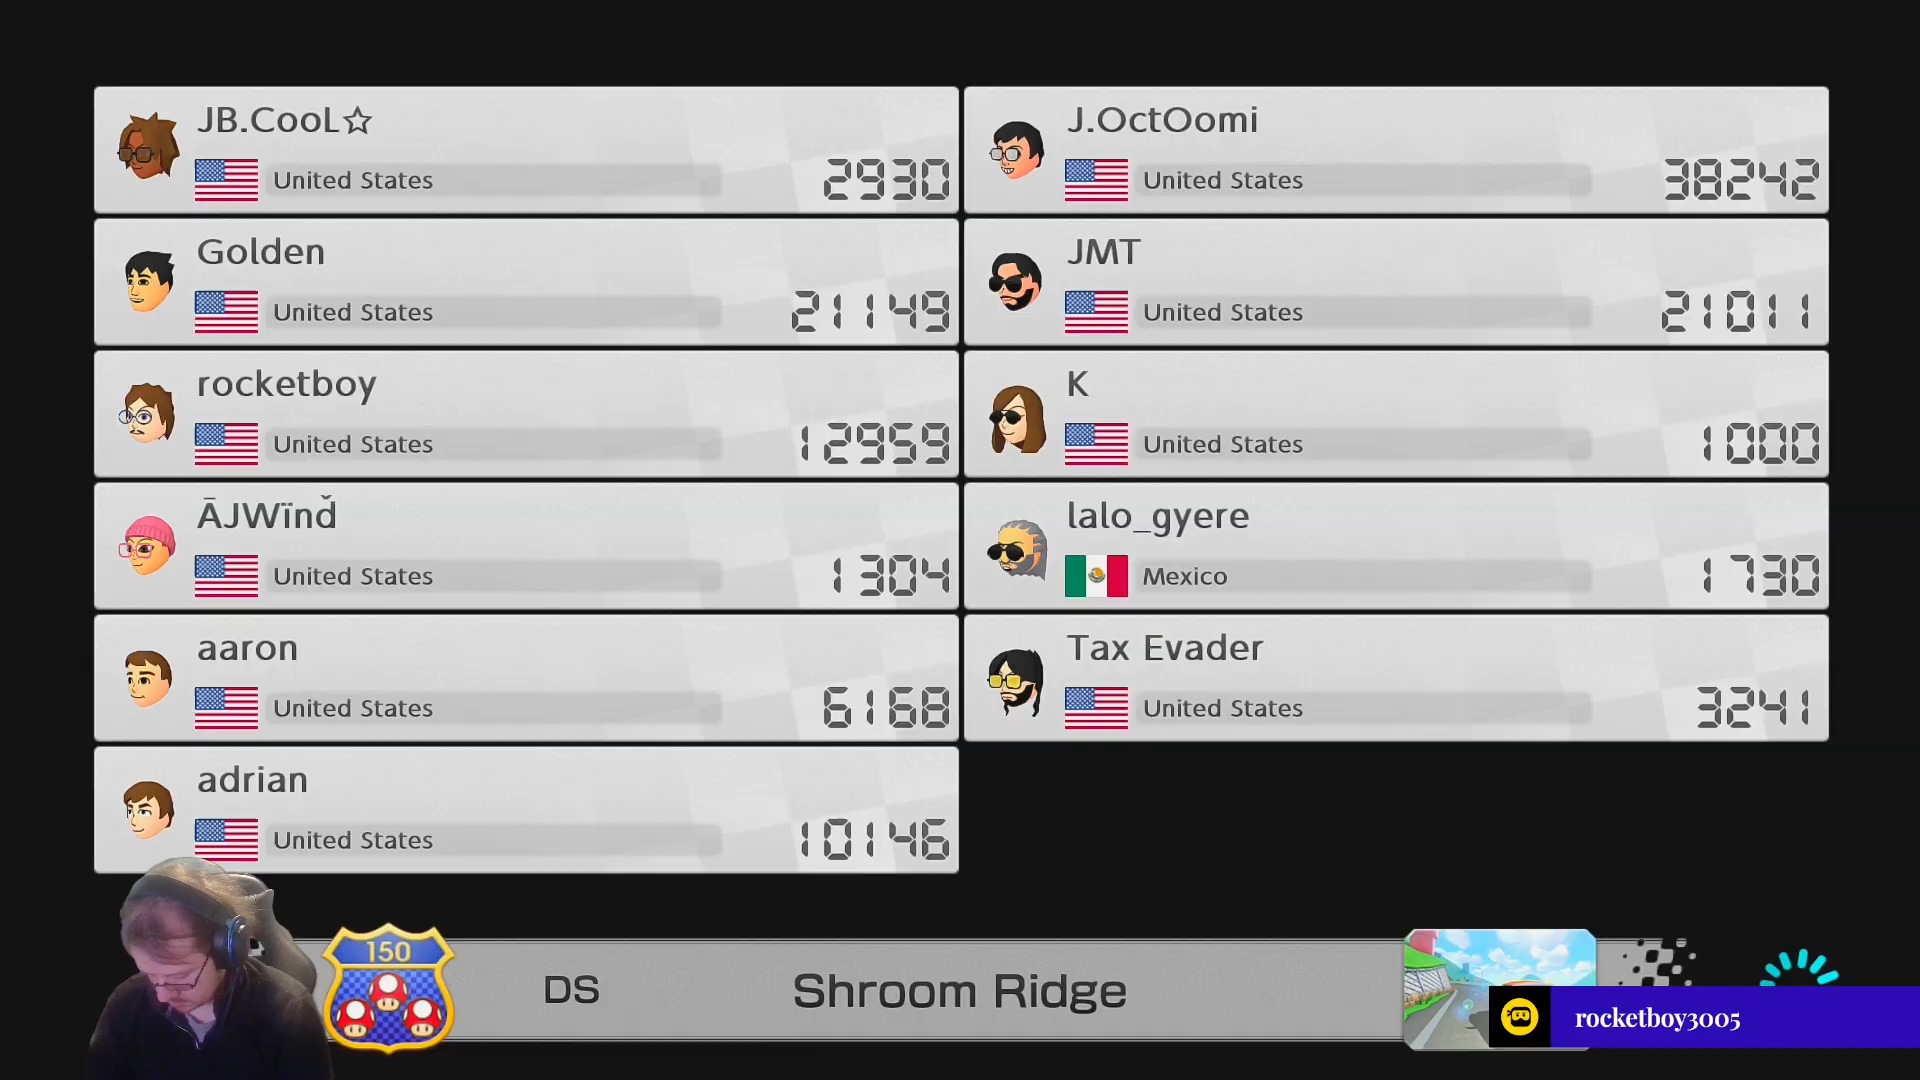 JB.CooL☆
United States
2930
J.OctOomi
United States
38242
Golden
United States
21149
JMT
United States
21011
rocketboy
United States
12959
K
United States
1000
ĀJWïnď
United States
1304
lalo_gyere
Mexico
1730
aaron
United States
6168
Tax Evader
United States
3241
adrian
United States
10146
150
DS
Shroom Ridge
rocketboy3005